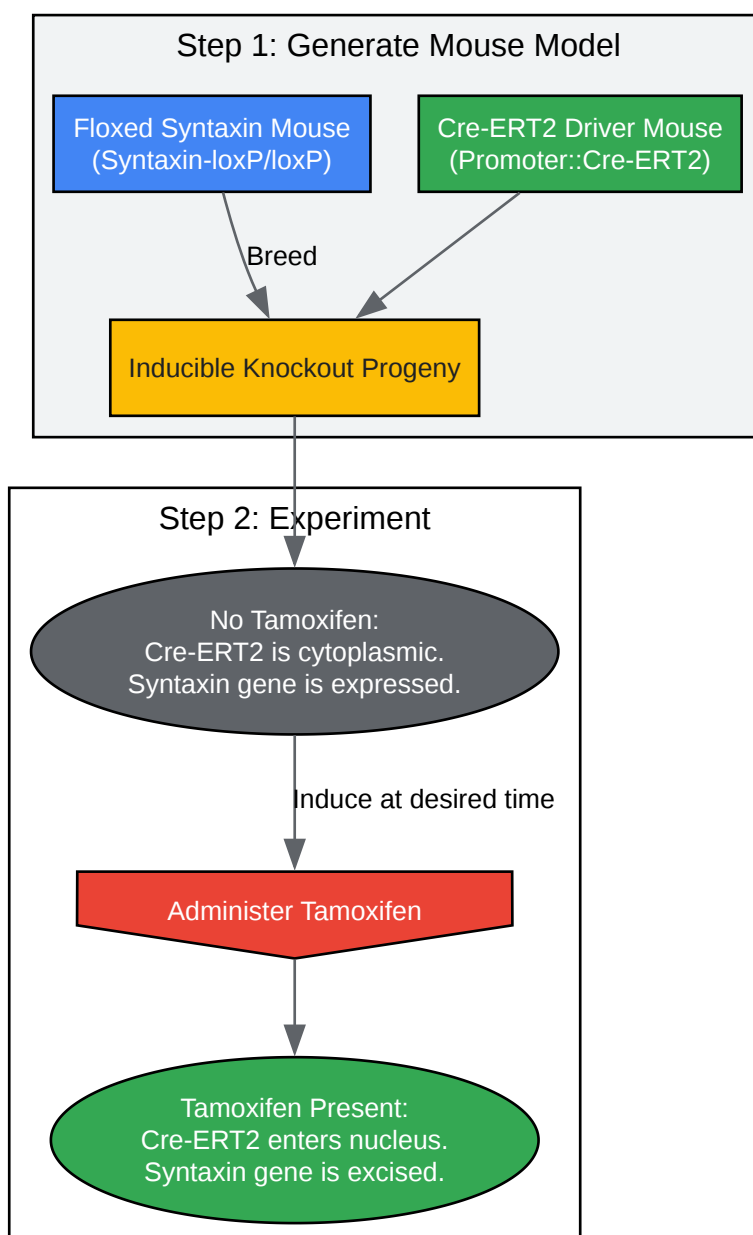 Step 1: Generate Mouse Model
Floxed Syntaxin Mouse
(Syntaxin-loxP/loxP)
Cre-ERT2 Driver Mouse
(Promoter::Cre-ERT2)
Breed
Inducible Knockout Progeny
Step 2: Experiment
No Tamoxifen:
Cre-ERT2 is cytoplasmic.
Syntaxin gene is expressed.
Induce at desired time
Administer Tamoxifen
Tamoxifen Present:
Cre-ERT2 enters nucleus.
Syntaxin gene is excised.